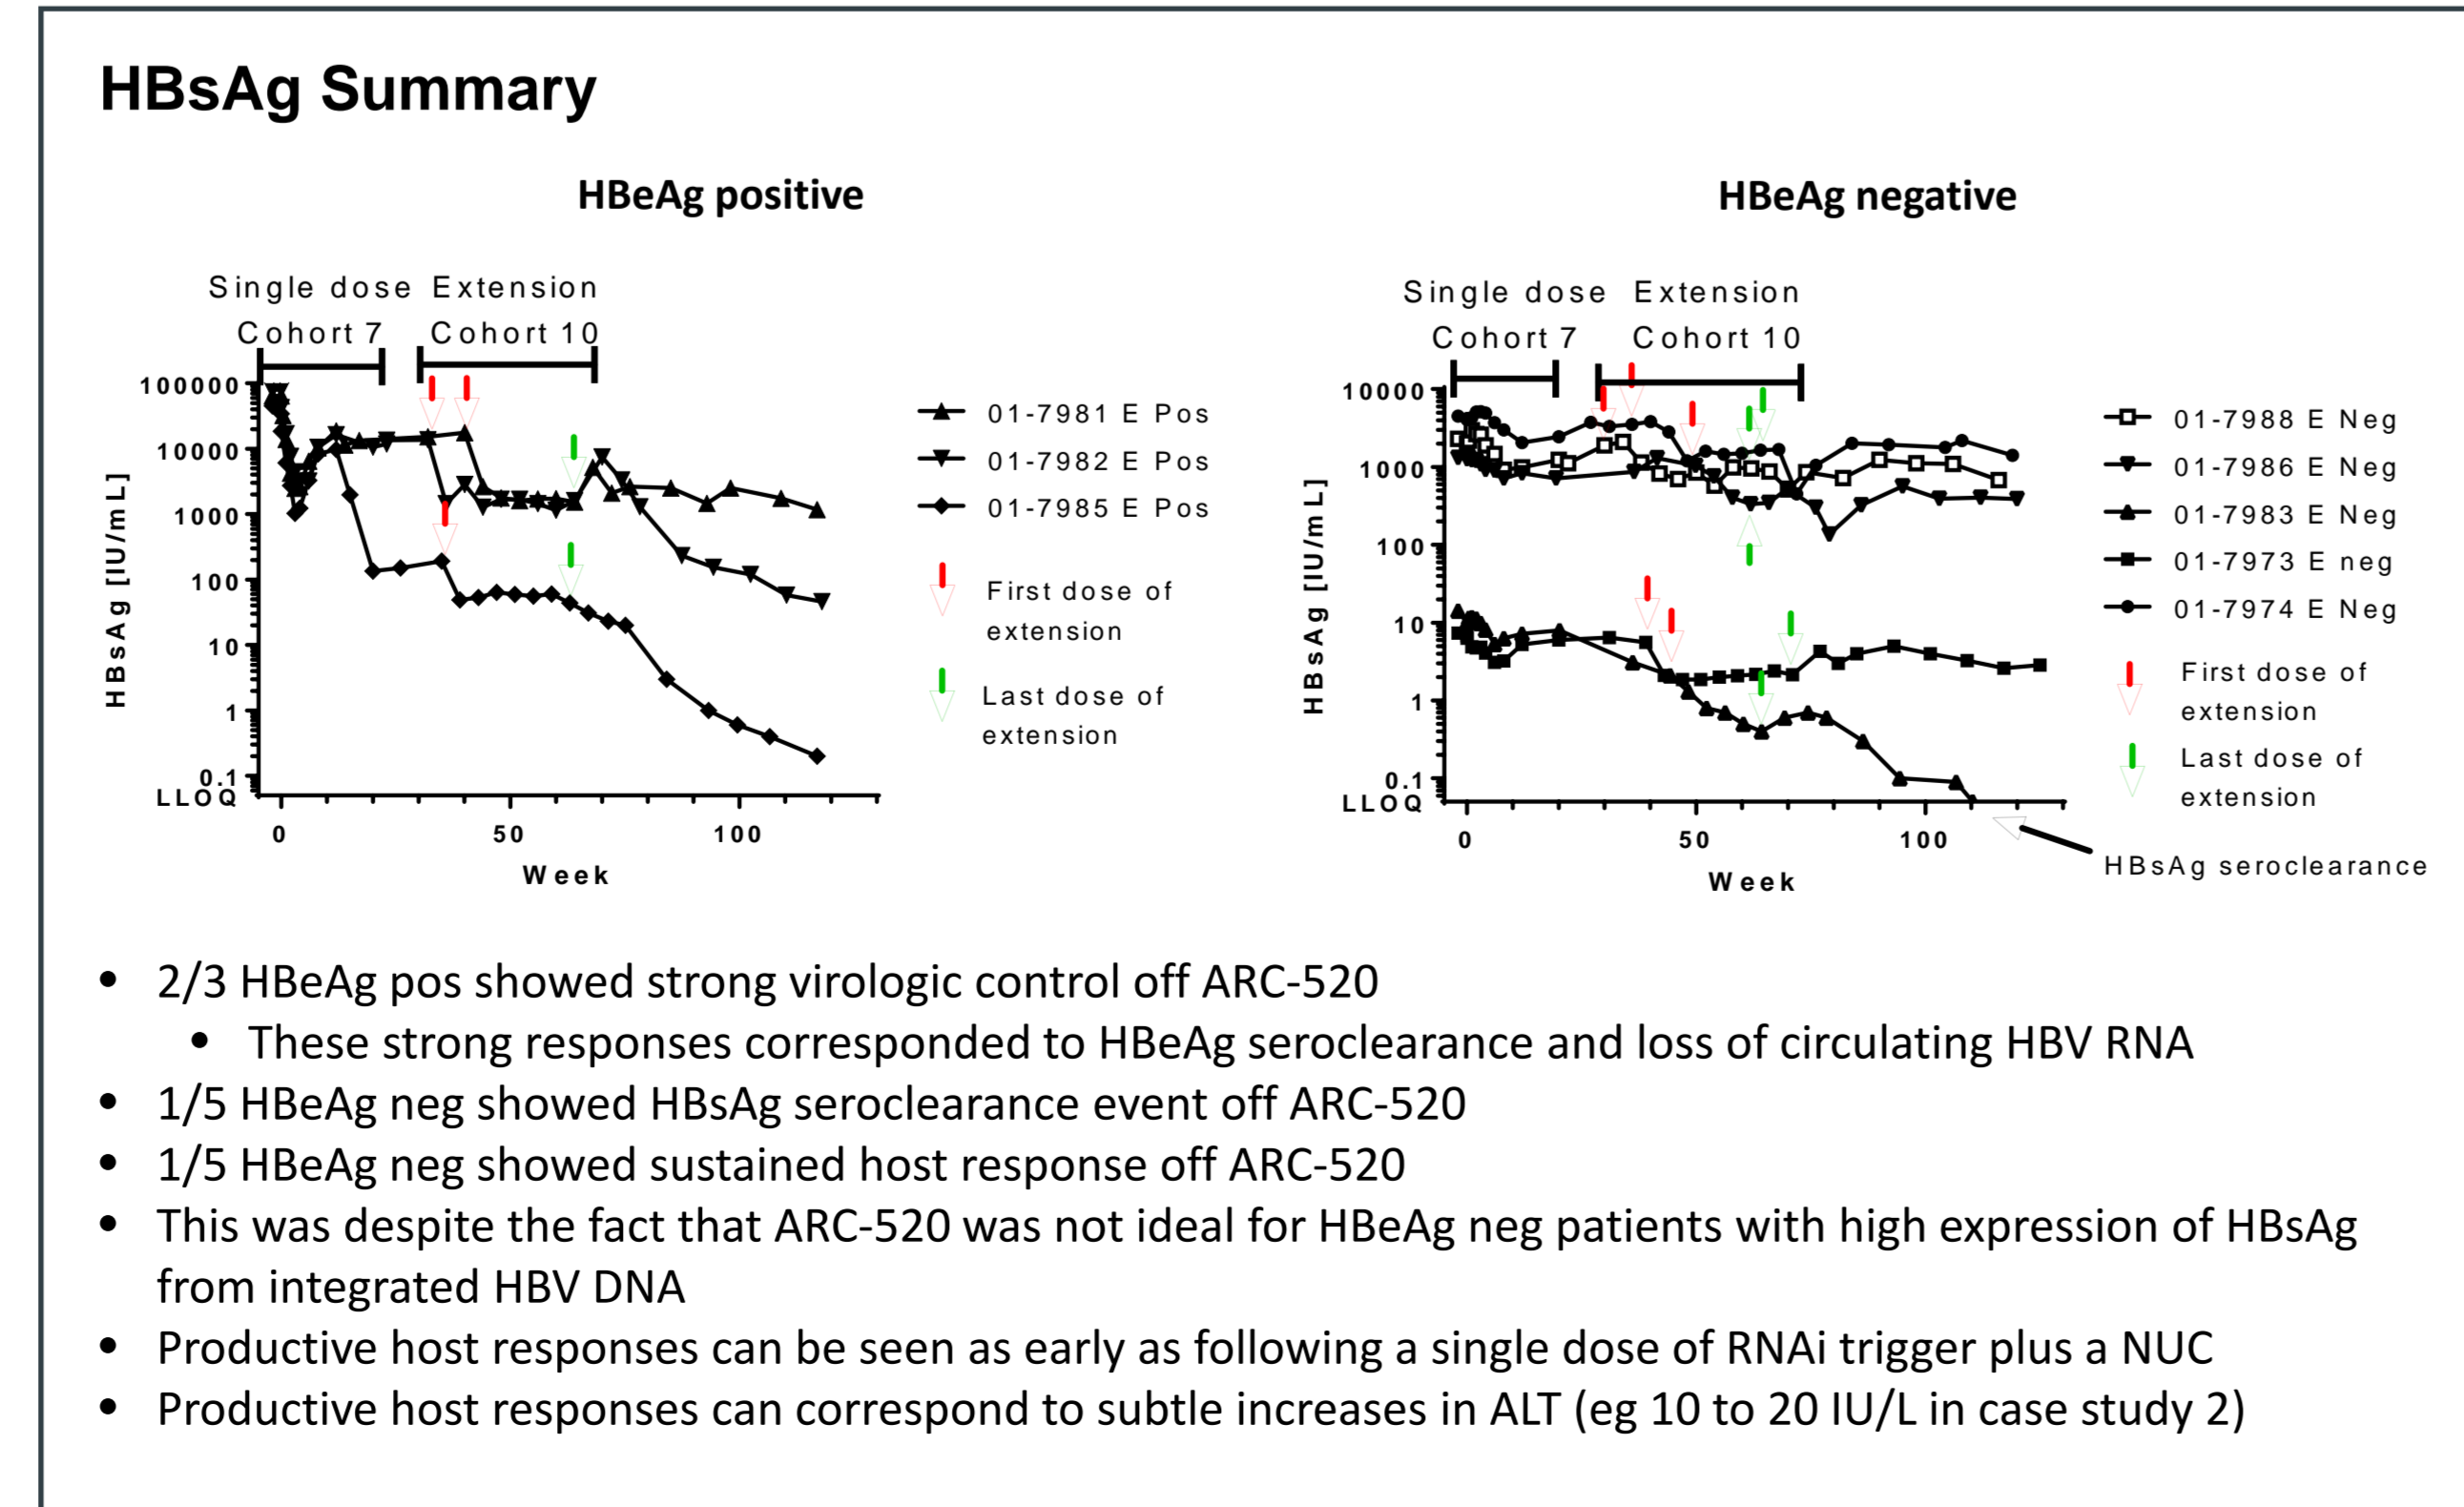 HBsAg Summary
HBeAg positive
Single dose Extension
Cohort 7 Cohort 10
100000
10000
1000
100
10
1
0.1
LLOQ
HBsAg [IU/mL]
0 50 100
Week
01-7981 E Pos
01-7982 E Pos
01-7985 E Pos
First dose of
extension
Last dose of
extension
HBeAg negative
Single dose Extension
Cohort 7 Cohort 10
10000
1000
100
10
1
0.1
LLOQ
HBsAg [IU/mL]
0 50 100
Week
01-7988 E Neg
01-7986 E Neg
01-7983 E Neg
01-7973 E neg
01-7974 E Neg
First dose of
extension
Last dose of
extension
HBsAg seroclearance
• 2/3 HBeAg pos showed strong virologic control off ARC-520
• These strong responses corresponded to HBeAg seroclearance and loss of circulating HBV RNA
• 1/5 HBeAg neg showed HBsAg seroclearance event off ARC-520
• 1/5 HBeAg neg showed sustained host response off ARC-520
• This was despite the fact that ARC-520 was not ideal for HBeAg neg patients with high expression of HBsAg
from integrated HBV DNA
• Productive host responses can be seen as early as following a single dose of RNAi trigger plus a NUC
• Productive host responses can correspond to subtle increases in ALT (eg 10 to 20 IU/L in case study 2)